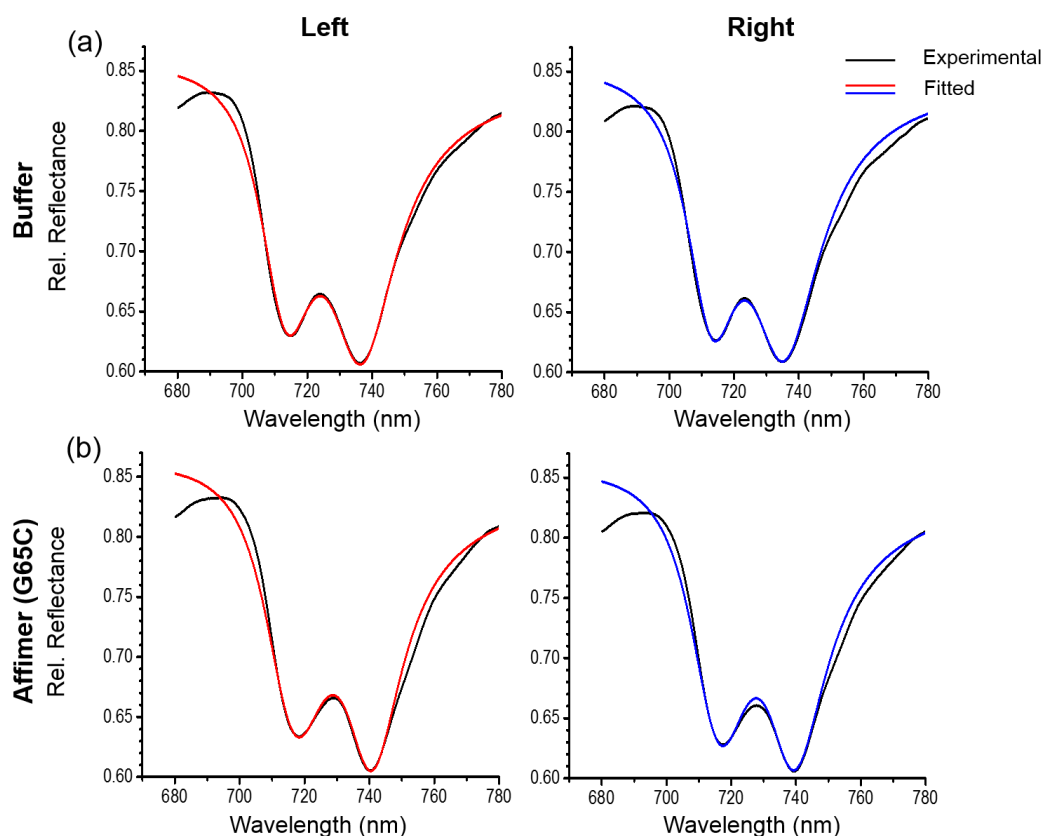 Left
Right
(a)
Experimental
Fitted
Buffer
Rel. Reflectance
0.85
0.80
0.75
0.70
0.65
0.60
680 700 720 740 760 780
Wavelength (nm)
0.85
0.80
0.75
0.70
0.65
0.60
680 700 720 740 760 780
Wavelength (nm)
(b)
Affimer (G65C)
Rel. Reflectance
0.85
0.80
0.75
0.70
0.65
0.60
680 700 720 740 760 780
Wavelength (nm)
0.85
0.80
0.75
0.70
0.65
0.60
680 700 720 740 760 780
Wavelength (nm)